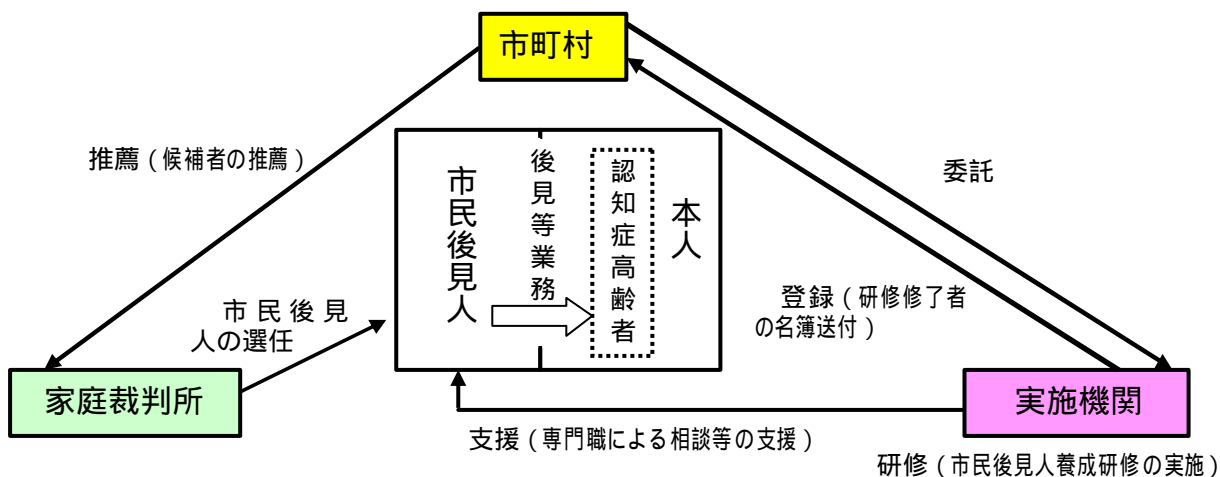 市町村
推薦（候補者の推薦）
委託
市民後見人
後見等業務
認知症高齢者
本人
登録（研修修了者
の名簿送付）
市民後見
人の選任
家庭裁判所
実施機関
支援（専門職による相談等の支援）
研修（市民後見人養成研修の実施）